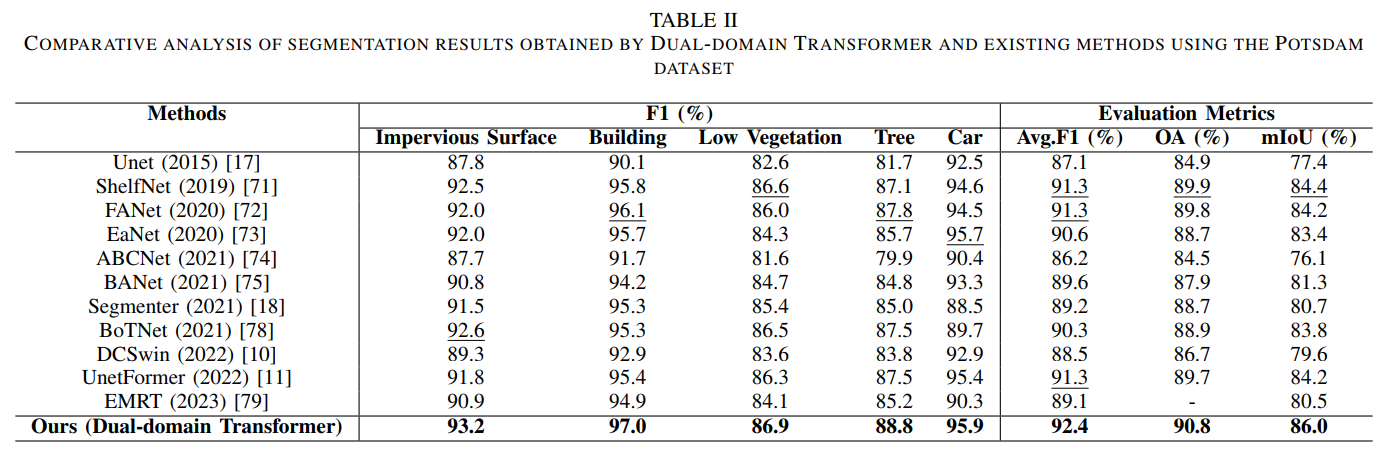 TABLE II
COMPARATIVE ANALYSIS OF SEGMENTATION RESULTS OBTAINED BY DUAL-DOMAIN TRANSFORMER AND EXISTING METHODS USING THE POTSDAM
DATASET
Methods F1 (%) Evaluation Metrics
Impervious Surface Building Low Vegetation Tree Car Avg.F1 (%) OA (%) mIoU (%)
Unet (2015) [17] 87.8 90.1 82.6 81.7 92.5 87.1 84.9 77.4
ShelfNet (2019) [71] 92.5 95.8 86.6 87.1 94.6 91.3 89.9 84.4
FANet (2020) [72] 92.0 96.1 86.0 87.8 94.5 91.3 89.8 84.2
EaNet (2020) [73] 92.0 95.7 84.3 85.7 95.7 90.6 88.7 83.4
ABCNet (2021) [74] 87.7 91.7 81.6 79.9 90.4 86.2 84.5 76.1
BANet (2021) [75] 90.8 94.2 84.7 84.8 93.3 89.6 87.9 81.3
Segmenter (2021) [18] 91.5 95.3 85.4 85.0 88.5 89.2 88.7 80.7
BoTNet (2021) [78] 92.6 95.3 86.5 87.5 89.7 90.3 88.9 83.8
DCSwin (2022) [10] 89.3 92.9 83.6 83.8 92.9 88.5 86.7 79.6
UnetFormer (2022) [11] 91.8 95.4 86.3 87.5 95.4 91.3 89.7 84.2
EMRT (2023) [79] 90.9 94.9 84.1 85.2 90.3 89.1 - 80.5
Ours (Dual-domain Transformer) 93.2 97.0 86.9 88.8 95.9 92.4 90.8 86.0